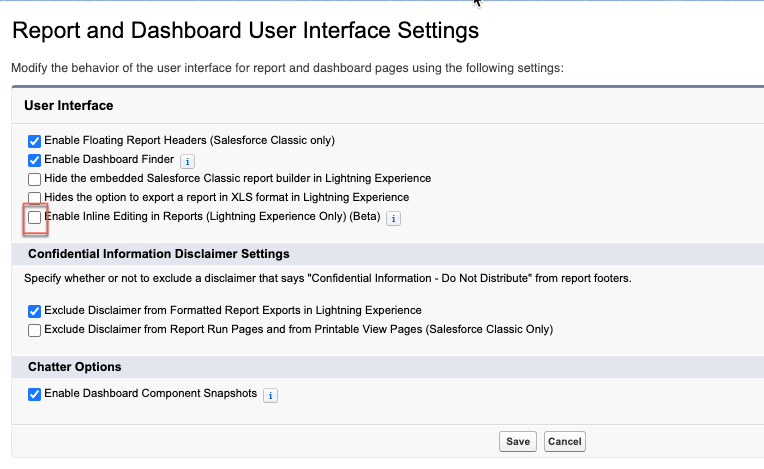 Report and Dashboard User Interface Settings
Modify the behavior of the user interface for report and dashboard pages using the following settings:
User Interface
Enable Floating Report Headers (Salesforce Classic only)
Enable Dashboard Finder i
Hide the embedded Salesforce Classic report builder in Lightning Experience
Hides the option to export a report in XLS format in Lightning Experience
Enable Inline Editing in Reports (Lightning Experience Only) (Beta) i
Confidential Information Disclaimer Settings
Specify whether or not to exclude a disclaimer that says "Confidential Information - Do Not Distribute" from report footers.
Exclude Disclaimer from Formatted Report Exports in Lightning Experience
Exclude Disclaimer from Report Run Pages and from Printable View Pages (Salesforce Classic Only)
Chatter Options
Enable Dashboard Component Snapshots i
Save Cancel